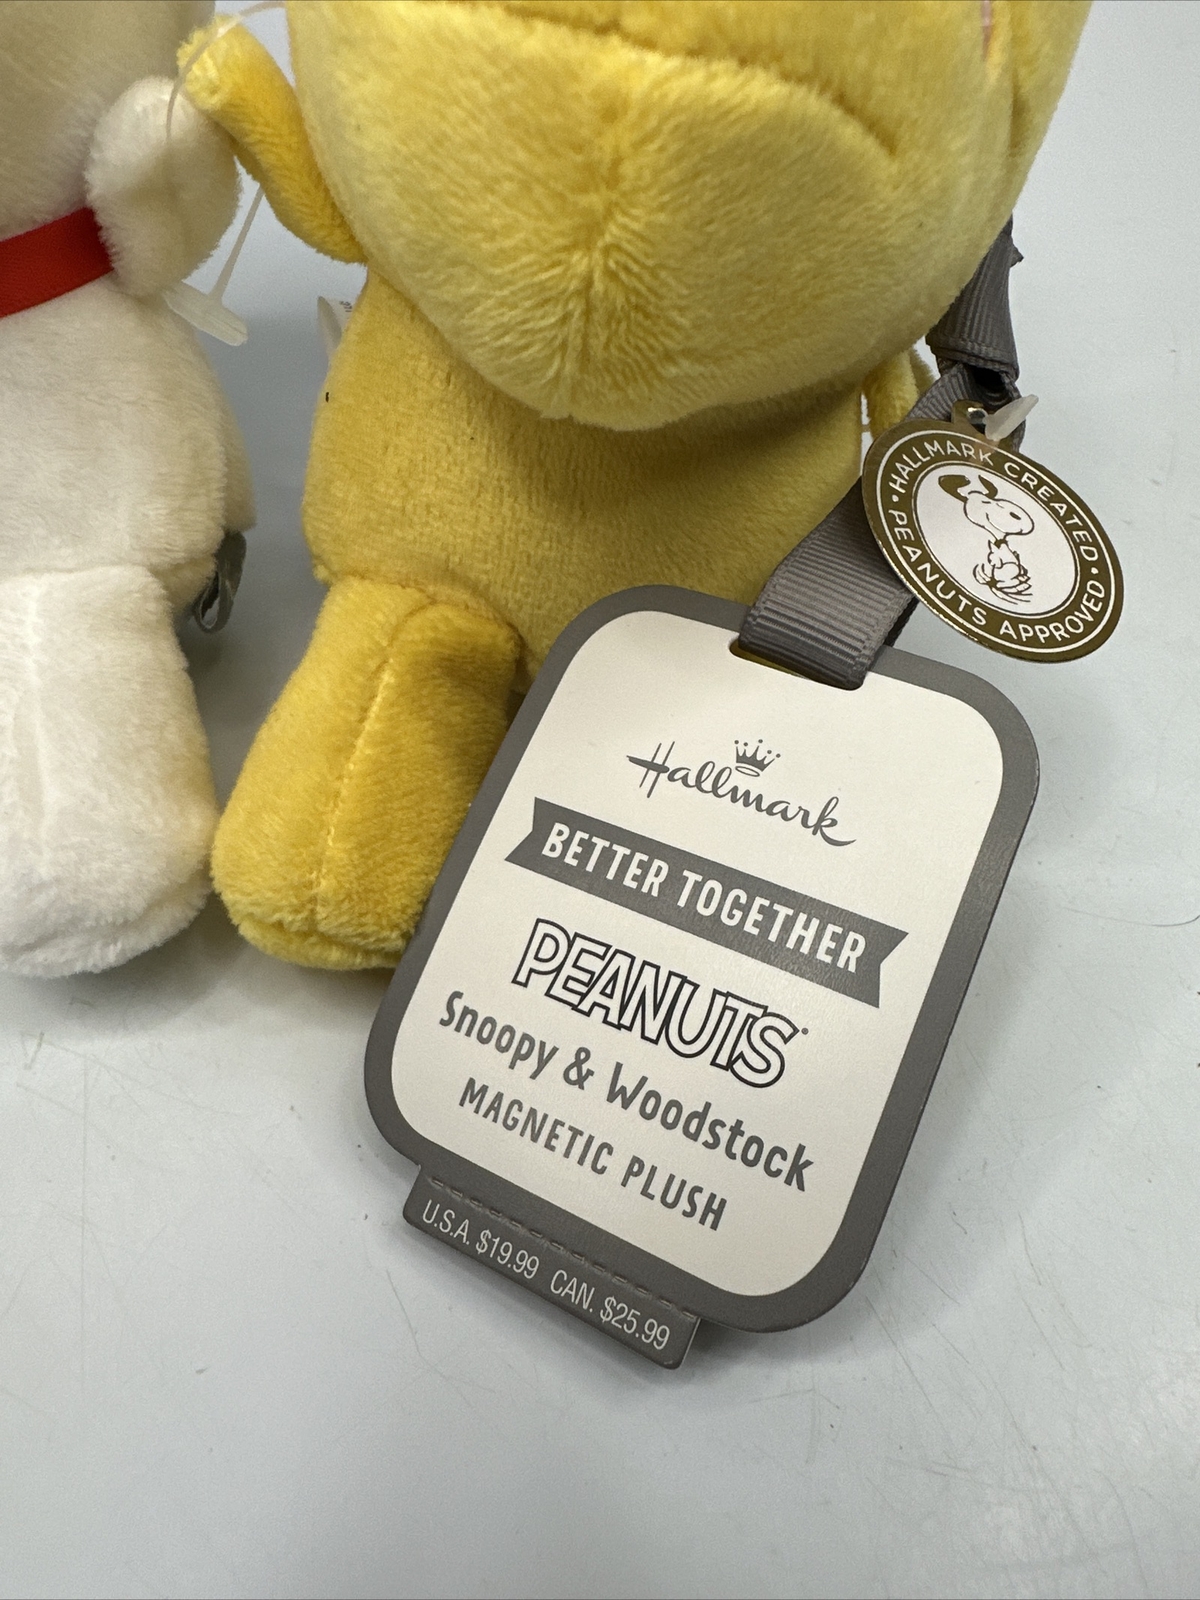 HALLMARK CREATED
PEANUTS APPROVED
Hallmark
BETTER TOGETHER
PEANUTS
Snoopy & Woodstock
MAGNETIC PLUSH
U.S.A. $19.99 CAN. $25.99